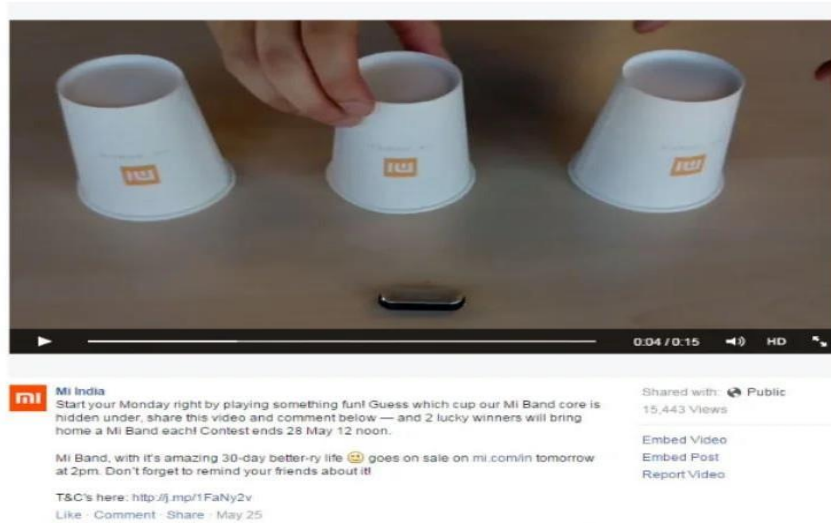 0:04 / 0:15 HD
mi
Mi India
Start your Monday right by playing something fun! Guess which cup our Mi Band core is
hidden under, share this video and comment below — and 2 lucky winners will bring
home a Mi Band each! Contest ends 28 May 12 noon.
Mi Band, with it's amazing 30-day better-ry life 🙂 goes on sale on mi.com/in tomorrow
at 2pm. Don't forget to remind your friends about it!
T&C's here: http://j.mp/1FaNy2v
Like · Comment · Share · May 25
Shared with: Public
15,443 Views
Embed Video
Embed Post
Report Video